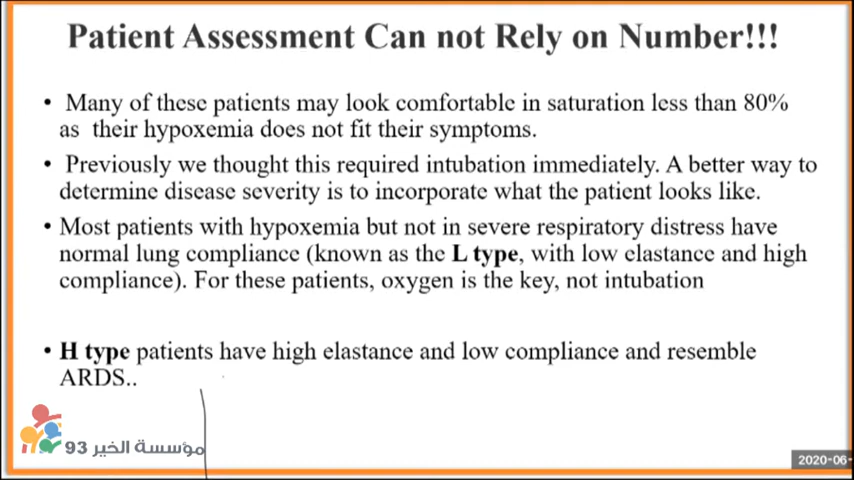 Patient Assessment Can not Rely on Number!!!
• Many of these patients may look comfortable in saturation less than 80%
as their hypoxemia does not fit their symptoms.
• Previously we thought this required intubation immediately. A better way to
determine disease severity is to incorporate what the patient looks like.
• Most patients with hypoxemia but not in severe respiratory distress have
normal lung compliance (known as the L type, with low elastance and high
compliance). For these patients, oxygen is the key, not intubation
• H type patients have high elastance and low compliance and resemble
ARDS..
مؤسسة الخير 93
2020-06-